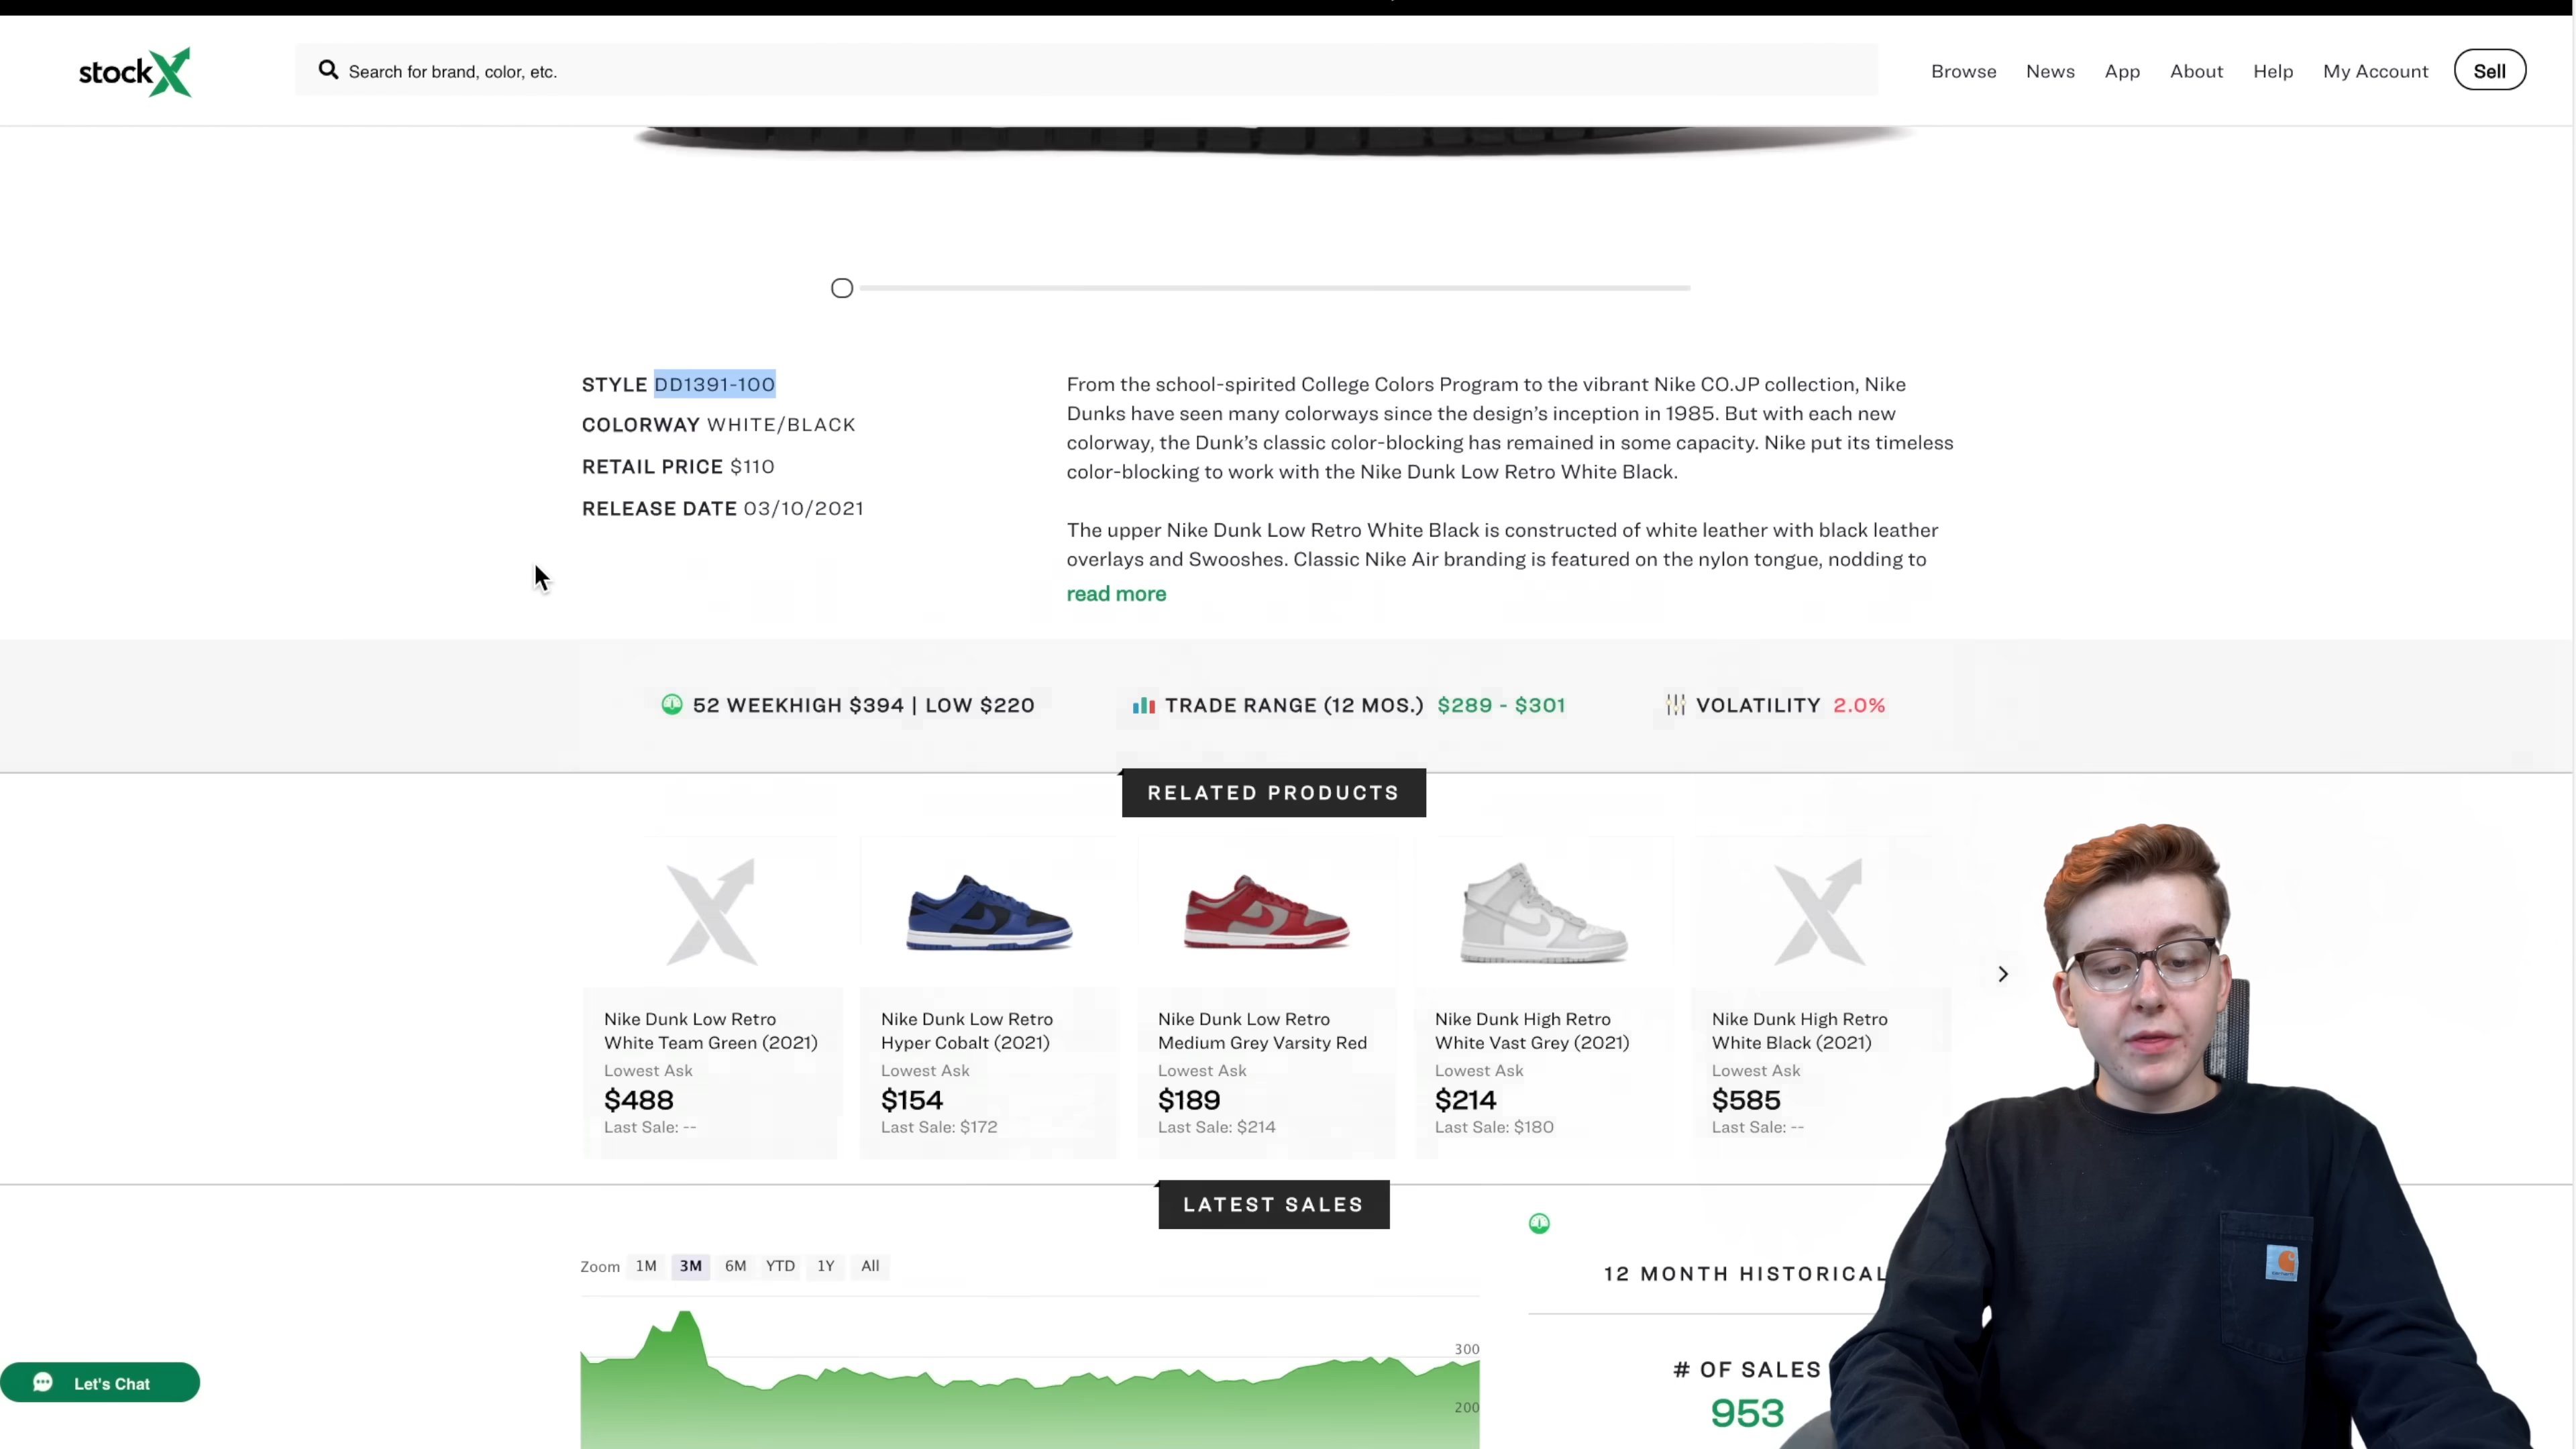 stockX
Search for brand, color, etc.
Browse News App About Help My Account Sell
STYLE DD1391-100
COLORWAY WHITE/BLACK
RETAIL PRICE $110
RELEASE DATE 03/10/2021
From the school-spirited College Colors Program to the vibrant Nike CO.JP collection, Nike
Dunks have seen many colorways since the design's inception in 1985. But with each new
colorway, the Dunk's classic color-blocking has remained in some capacity. Nike put its timeless
color-blocking to work with the Nike Dunk Low Retro White Black.
The upper Nike Dunk Low Retro White Black is constructed of white leather with black leather
overlays and Swooshes. Classic Nike Air branding is featured on the nylon tongue, nodding to
read more
52 WEEKHIGH $394 | LOW $220
TRADE RANGE (12 MOS.) $289 - $301
VOLATILITY 2.0%
RELATED PRODUCTS
Nike Dunk Low Retro
White Team Green (2021)
Lowest Ask
$488
Last Sale: --
Nike Dunk Low Retro
Hyper Cobalt (2021)
Lowest Ask
$154
Last Sale: $172
Nike Dunk Low Retro
Medium Grey Varsity Red
Lowest Ask
$189
Last Sale: $214
Nike Dunk High Retro
White Vast Grey (2021)
Lowest Ask
$214
Last Sale: $180
Nike Dunk High Retro
White Black (2021)
Lowest Ask
$585
Last Sale: --
LATEST SALES
Zoom 1M 3M 6M YTD 1Y All
300
200
12 MONTH HISTORICAL
# OF SALES
953
Let's Chat